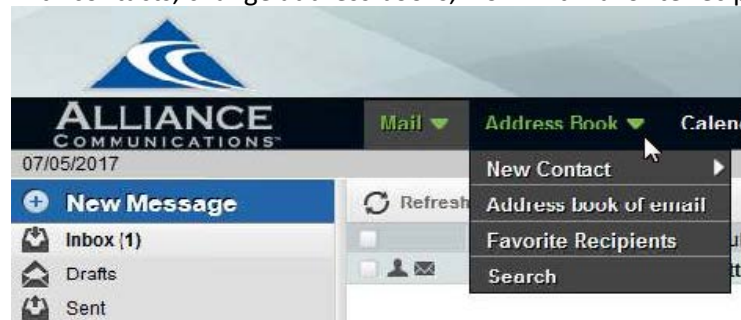 ALLIANCE
COMMUNICATIONS
Mail Address Book Calen
07/05/2017
New Contact
New Message
Refresh
Address book of email
Inbox (1)
Favorite Recipients
Drafts
Search
Sent